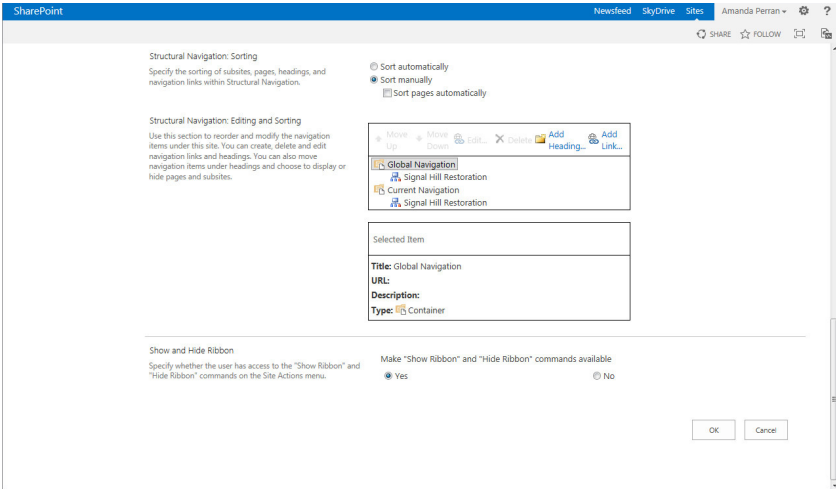 SharePoint
Newsfeed SkyDrive Sites Amanda Perran ?
SHARE FOLLOW
Structural Navigation: Sorting
Specify the sorting of subsites, pages, headings, and
navigation links within Structural Navigation.
Sort automatically
Sort manually
Sort pages automatically
Structural Navigation: Editing and Sorting
Use this section to reorder and modify the navigation
items under this site. You can create, delete and edit
navigation links and headings. You can also move
navigation items under headings and choose to display or
hide pages and subsites.
Move Up Move Down Edit... Delete Add Heading... Add Link...
Global Navigation
Signal Hill Restoration
Current Navigation
Signal Hill Restoration
Selected Item
Title: Global Navigation
URL:
Description:
Type: Container
Show and Hide Ribbon
Specify whether the user has access to the "Show Ribbon" and
"Hide Ribbon" commands on the Site Actions menu.
Make "Show Ribbon" and "Hide Ribbon" commands available
Yes No
OK Cancel